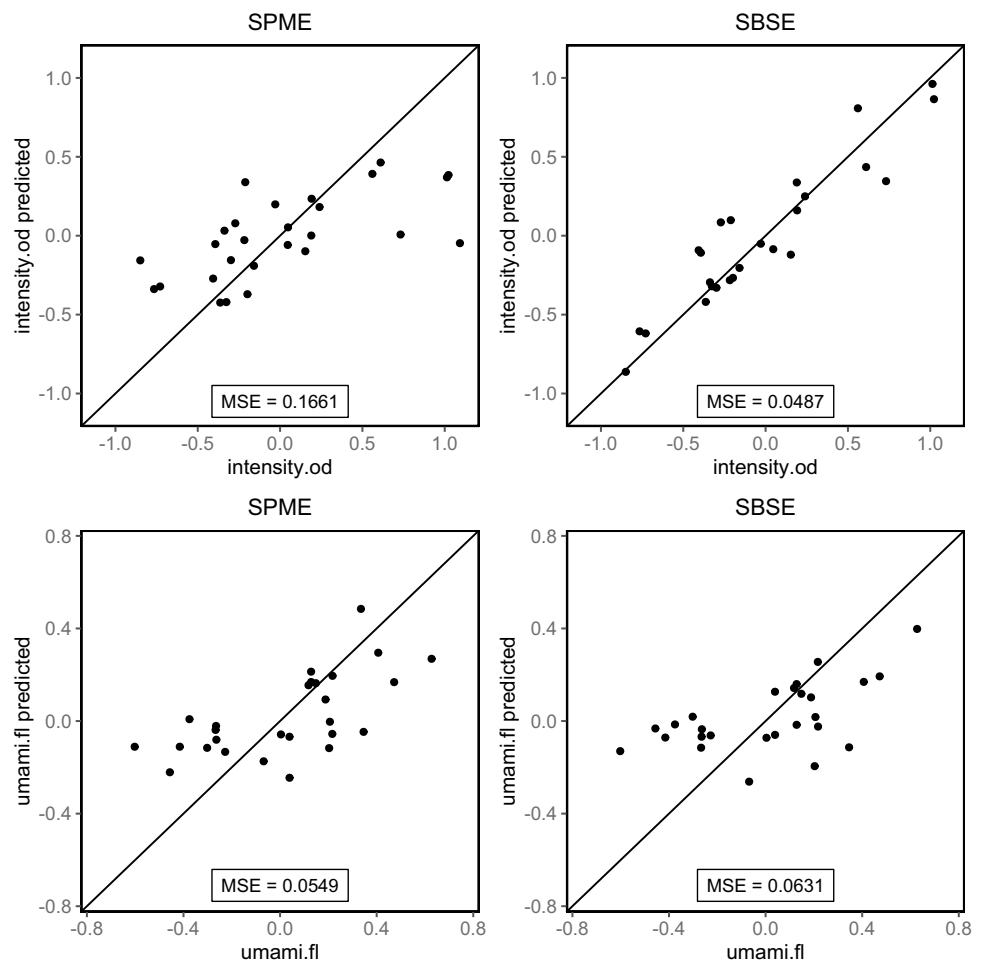 SPME
SBSE
1.0
0.5
0.0
-0.5
-1.0
intensity.od predicted
MSE = 0.1661
-1.0 -0.5 0.0 0.5 1.0
intensity.od
1.0
0.5
0.0
-0.5
-1.0
intensity.od predicted
MSE = 0.0487
-1.0 -0.5 0.0 0.5 1.0
intensity.od
SPME
SBSE
0.8
0.4
0.0
-0.4
-0.8
umami.fl predicted
MSE = 0.0549
-0.8 -0.4 0.0 0.4 0.8
umami.fl
0.8
0.4
0.0
-0.4
-0.8
umami.fl predicted
MSE = 0.0631
-0.8 -0.4 0.0 0.4 0.8
umami.fl